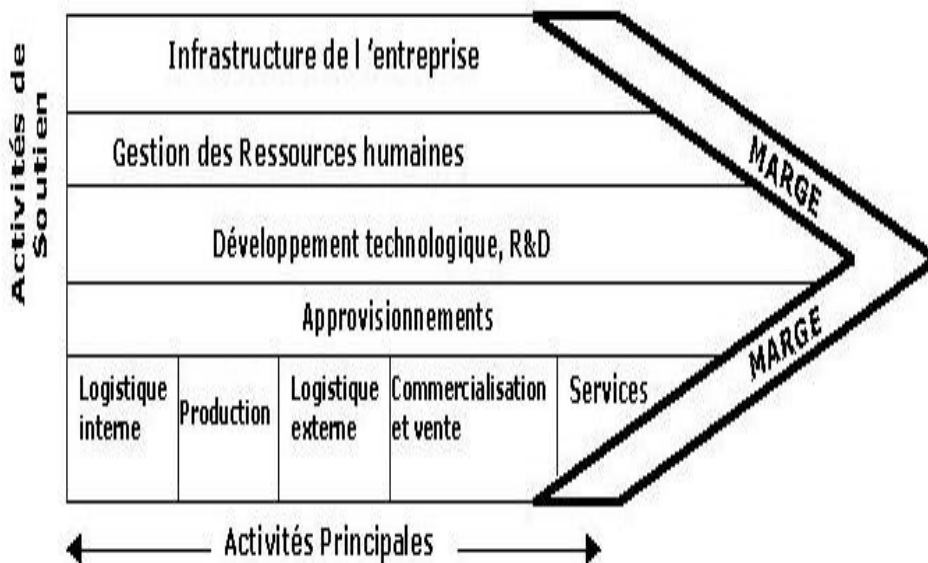 Activités de
Soutien
Infrastructure de l 'entreprise
Gestion des Ressources humaines
Développement technologique, R&D
Approvisionnements
Logistique
interne
Production
Logistique
externe
Commercialisation
et vente
Services
MARGE
MARGE
Activités Principales